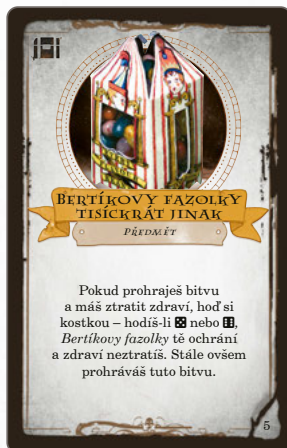 BERTÍKOVY FAZOLKY
TISÍCKRÁT JINAK
PŘEDMĚT
Pokud prohraješ bitvu
a máš ztratit zdraví, hoď si
kostkou – hodíš-li ⚄ nebo ⚅,
Bertíkovy fazolky tě ochrání
a zdraví neztratíš. Stále ovšem
prohráváš tuto bitvu.
5